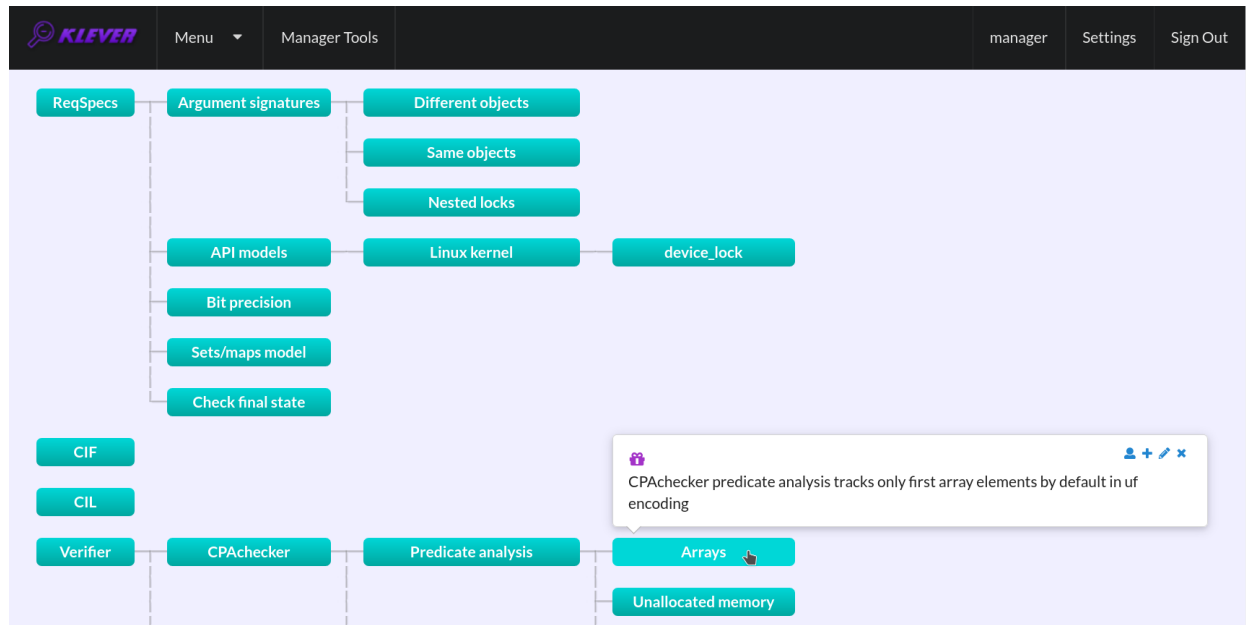 KLEVER Menu Manager Tools manager Settings Sign Out
ReqSpecs Argument signatures Different objects
Same objects
Nested locks
API models Linux kernel device_lock
Bit precision
Sets/maps model
Check final state
CIF
CPAchecker predicate analysis tracks only first array elements by default in uf
encoding
CIL
Verifier CPAchecker Predicate analysis Arrays
Unallocated memory